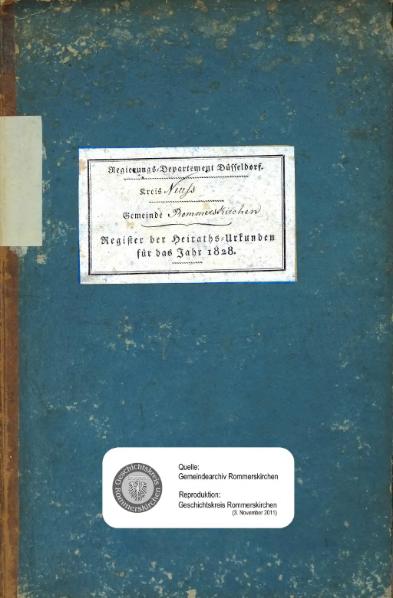 Regierungs-Departement Düsseldorf.
Kreis Neuss
Gemeinde Rommerskirchen
Register der Heiraths-Urkunden
für das Jahr 1828.
Geschichtskreis
Rommerskirchen
Quelle:
Gemeindearchiv Rommerskirchen
Reproduktion:
Geschichtskreis Rommerskirchen
(3. November 2011)